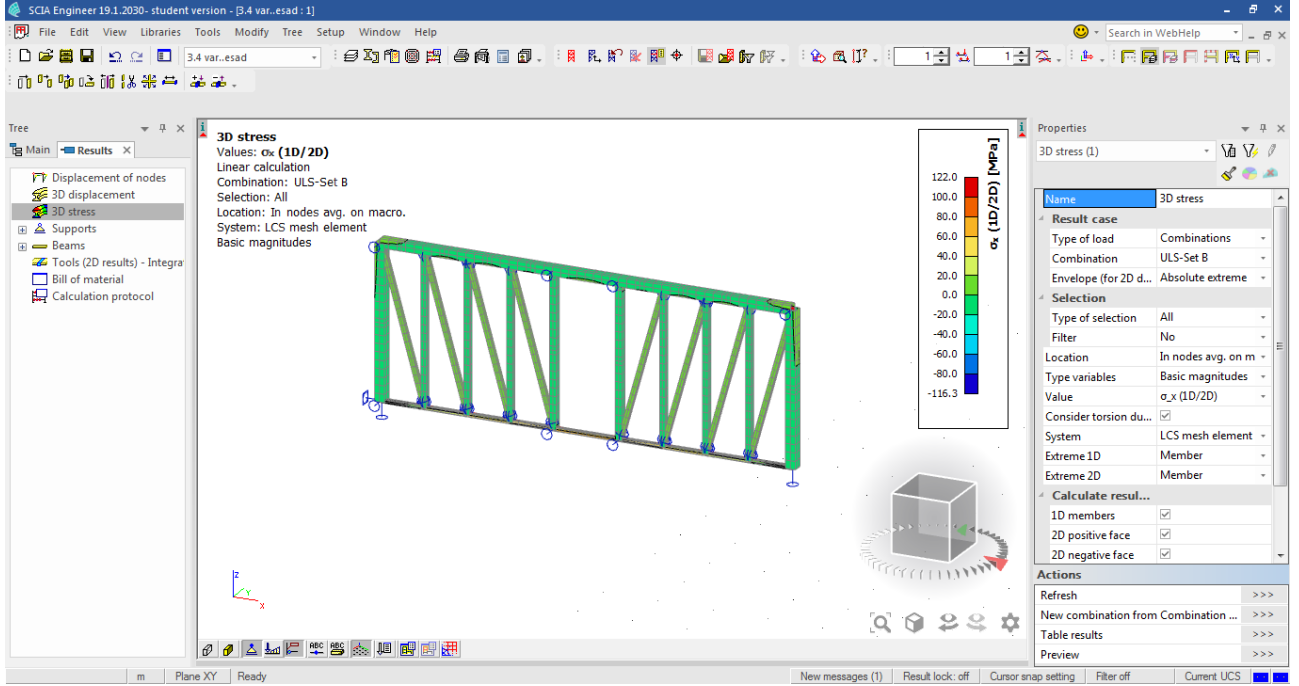 SCIA Engineer 19.1.2030- student version - [3.4 var..esad : 1]
File Edit View Libraries Tools Modify Tree Setup Window Help
Search in WebHelp
3.4 var..esad
1
1
Tree
Main
Results
Displacement of nodes
3D displacement
3D stress
Supports
Beams
Tools (2D results) - Integra
Bill of material
Calculation protocol
3D stress
Values: σx (1D/2D)
Linear calculation
Combination: ULS-Set B
Selection: All
Location: In nodes avg. on macro.
System: LCS mesh element
Basic magnitudes
σx (1D/2D) [MPa]
122.0
100.0
80.0
60.0
40.0
20.0
0.0
-20.0
-40.0
-60.0
-80.0
-116.3
z
Y
x
ABC
ABC
Properties
3D stress (1)
Name 3D stress
Result case
Type of load Combinations
Combination ULS-Set B
Envelope (for 2D d... Absolute extreme
Selection
Type of selection All
Filter No
Location In nodes avg. on m
Type variables Basic magnitudes
Value σ_x (1D/2D)
Consider torsion du...
System LCS mesh element
Extreme 1D Member
Extreme 2D Member
Calculate resul...
1D members
2D positive face
2D negative face
Actions
Refresh >>>
New combination from Combination ... >>>
Table results >>>
Preview >>>
m Plane XY Ready New messages (1) Result lock: off Cursor snap setting Filter off Current UCS